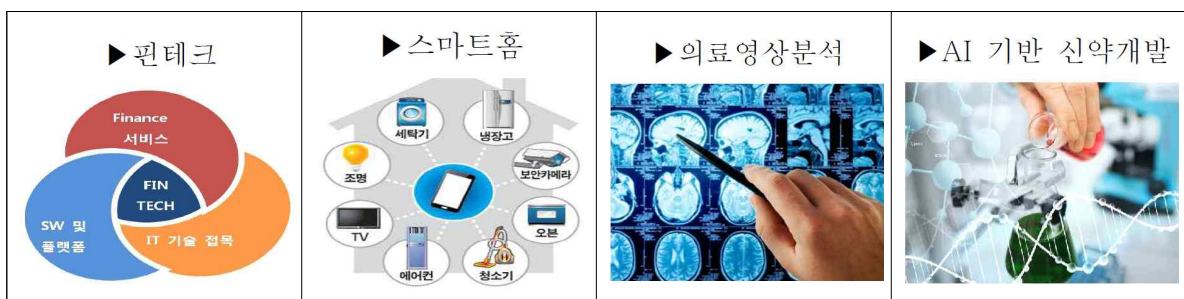 ▶핀테크
Finance
서비스
FIN
TECH
SW 및
플랫폼
IT 기술 접목
▶스마트홈
세탁기
냉장고
조명
보안카메라
TV
오븐
에어컨
청소기
▶의료영상분석
▶AI 기반 신약개발